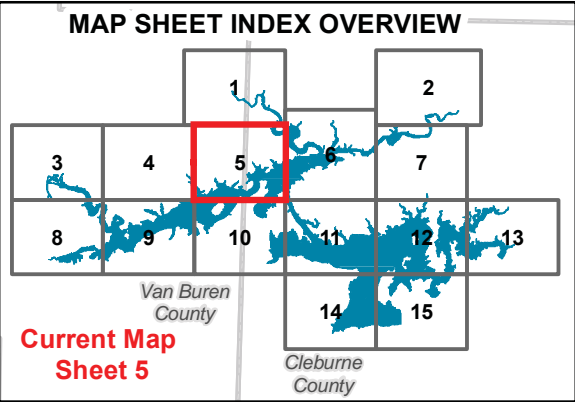 MAP SHEET INDEX OVERVIEW
1
2
3
4
5
6
7
8
9
10
11
12
13
Van Buren
County
14
15
Current Map
Sheet 5
Cleburne
County